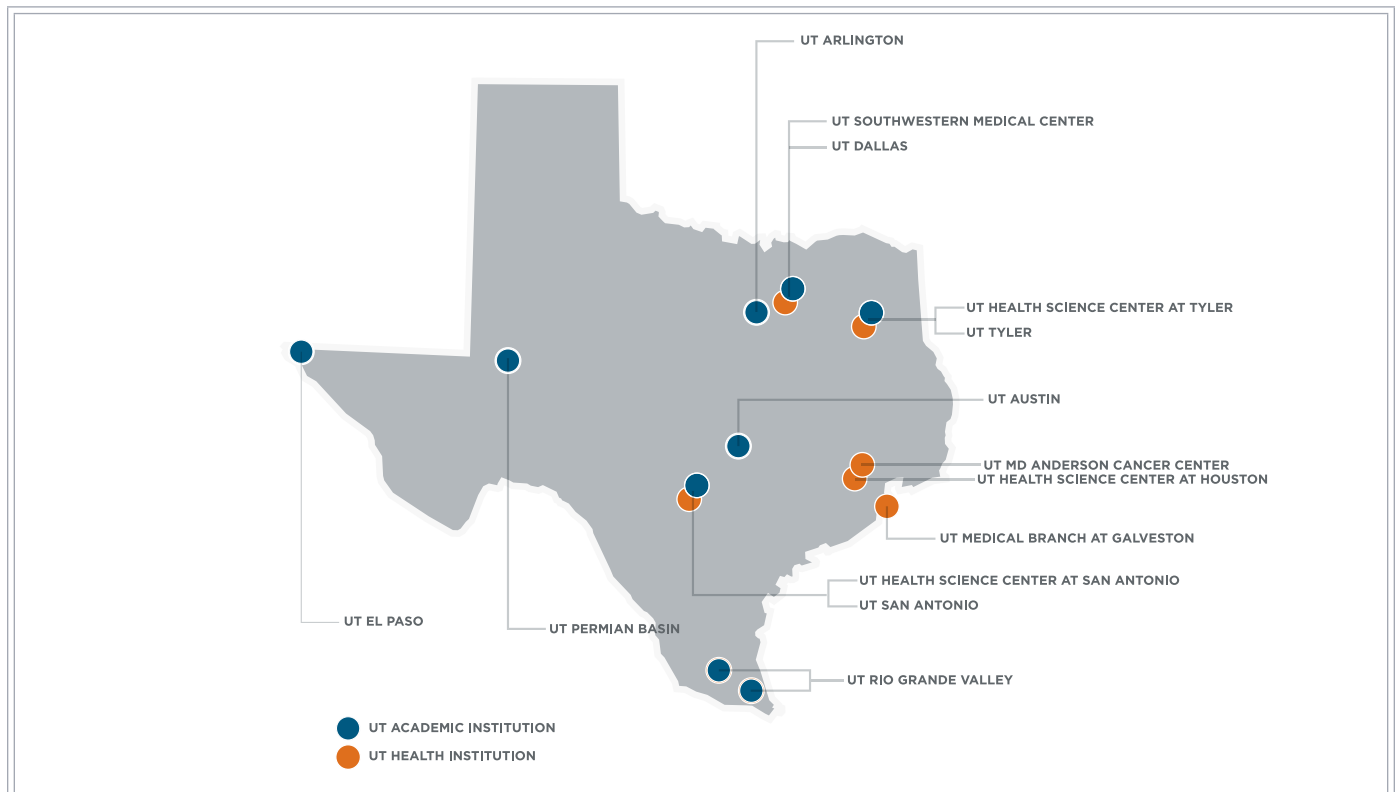 UT ARLINGTON
UT SOUTHWESTERN MEDICAL CENTER
UT DALLAS
UT HEALTH SCIENCE CENTER AT TYLER
UT TYLER
UT AUSTIN
UT MD ANDERSON CANCER CENTER
UT HEALTH SCIENCE CENTER AT HOUSTON
UT MEDICAL BRANCH AT GALVESTON
UT HEALTH SCIENCE CENTER AT SAN ANTONIO
UT SAN ANTONIO
UT EL PASO
UT PERMIAN BASIN
UT RIO GRANDE VALLEY
UT ACADEMIC INSTITUTION
UT HEALTH INSTITUTION